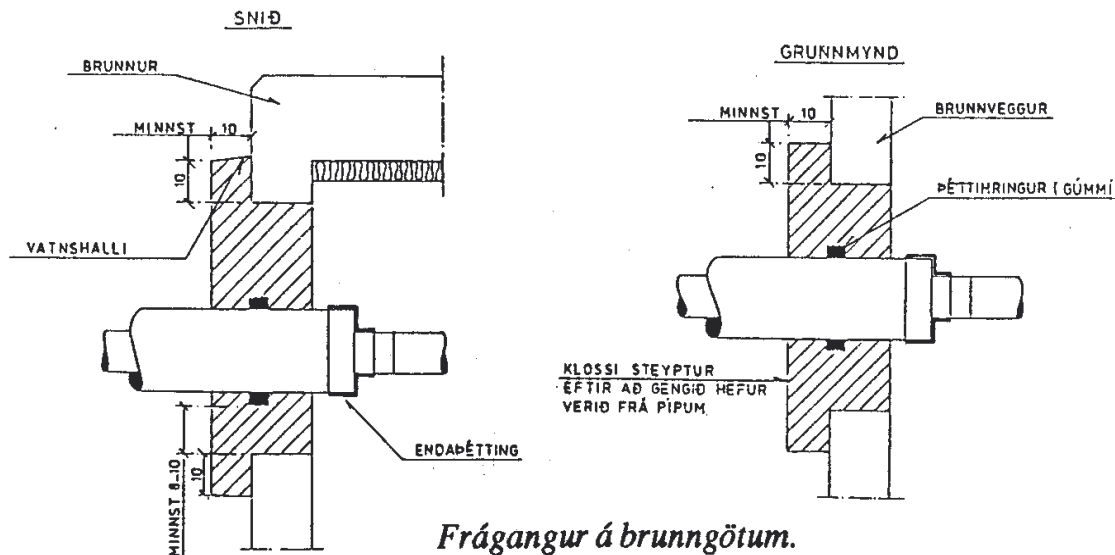 SNIÐ
BRUNNUR
MINNST 10
10
VATNSHALLI
MINNST 8-10
10
ENDAÞÉTTING
GRUNNMYND
MINNST 10
10
BRUNNVEGGUR
ÞÉTTIHRINGUR Í GÚMMÍ
KLOSSI STEYPTUR
EFTIR AÐ GENGIÐ HEFUR
VERIÐ FRÁ PÍPUM
Frágangur á brunngötum.